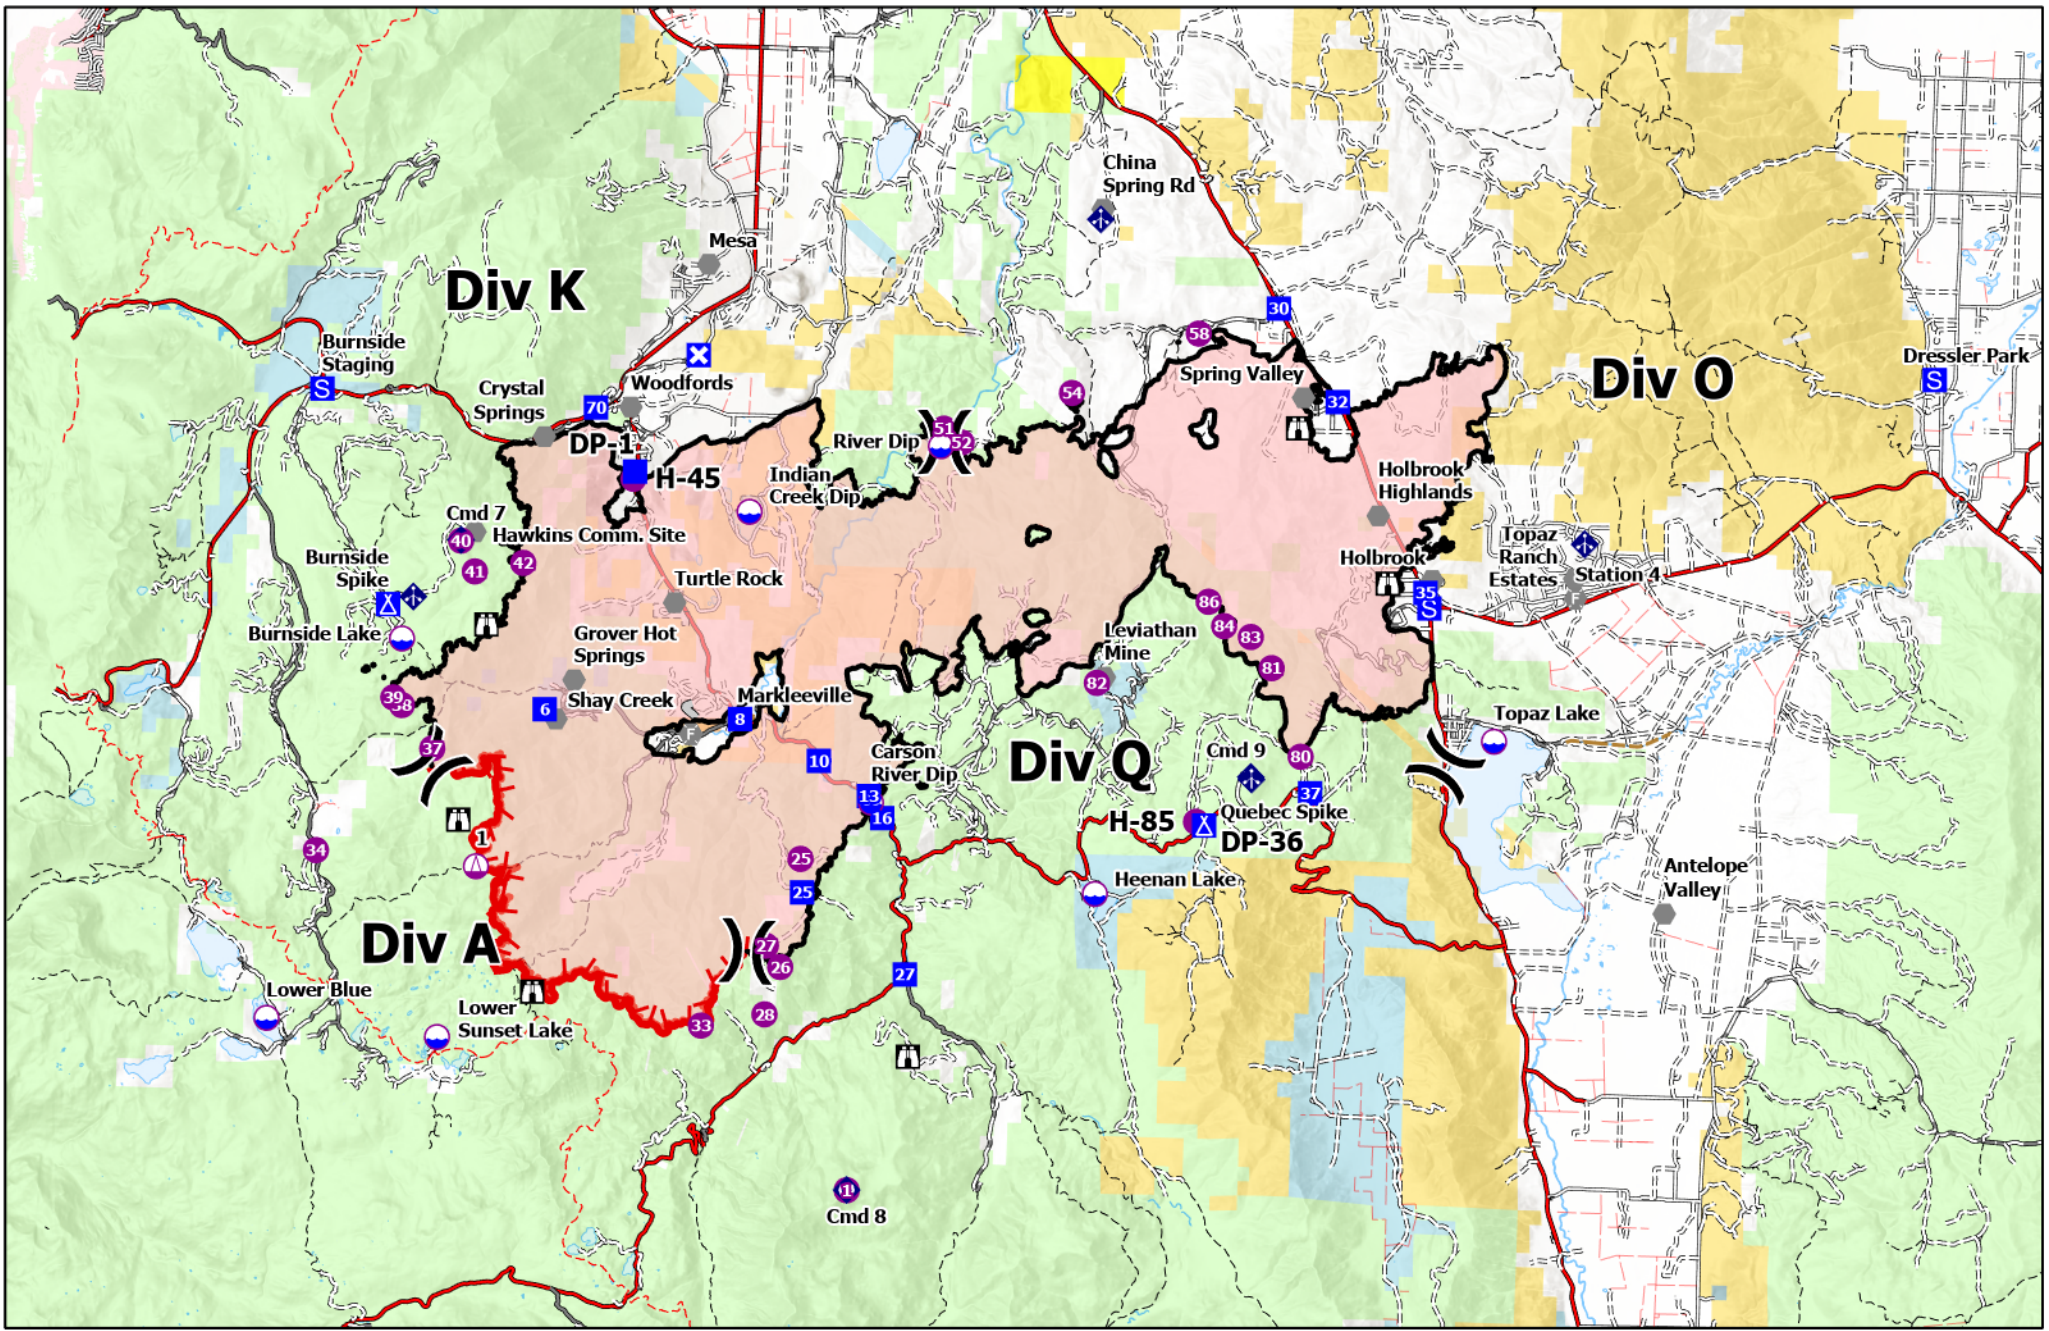 China
Spring Rd
Mesa
Div K
30
58
Burnside
Staging
S
Woodfords
Crystal
Springs
70
DP-1
H-45
Spring Valley
32
Div O
Dressler Park
S
54
51
52
River Dip
Indian
Creek Dip
Holbrook
Highlands
Cmd 7
40
Hawkins Comm. Site
41
42
Burnside
Spike
Burnside Lake
Turtle Rock
Topaz
Ranch
Estates
Station 4
F
Holbrook
35
S
86
84
83
81
Leviathan
Mine
82
Grover Hot
Springs
Shay Creek
6
Markleeville
8
F
39
38
37
10
Carson
River Dip
13
16
Div Q
Cmd 9
80
37
Topaz Lake
H-85
Quebec Spike
DP-36
Heenan Lake
Antelope
Valley
1
34
25
25
Div A
27
26
27
28
33
Lower Blue
Lower
Sunset Lake
1
Cmd 8